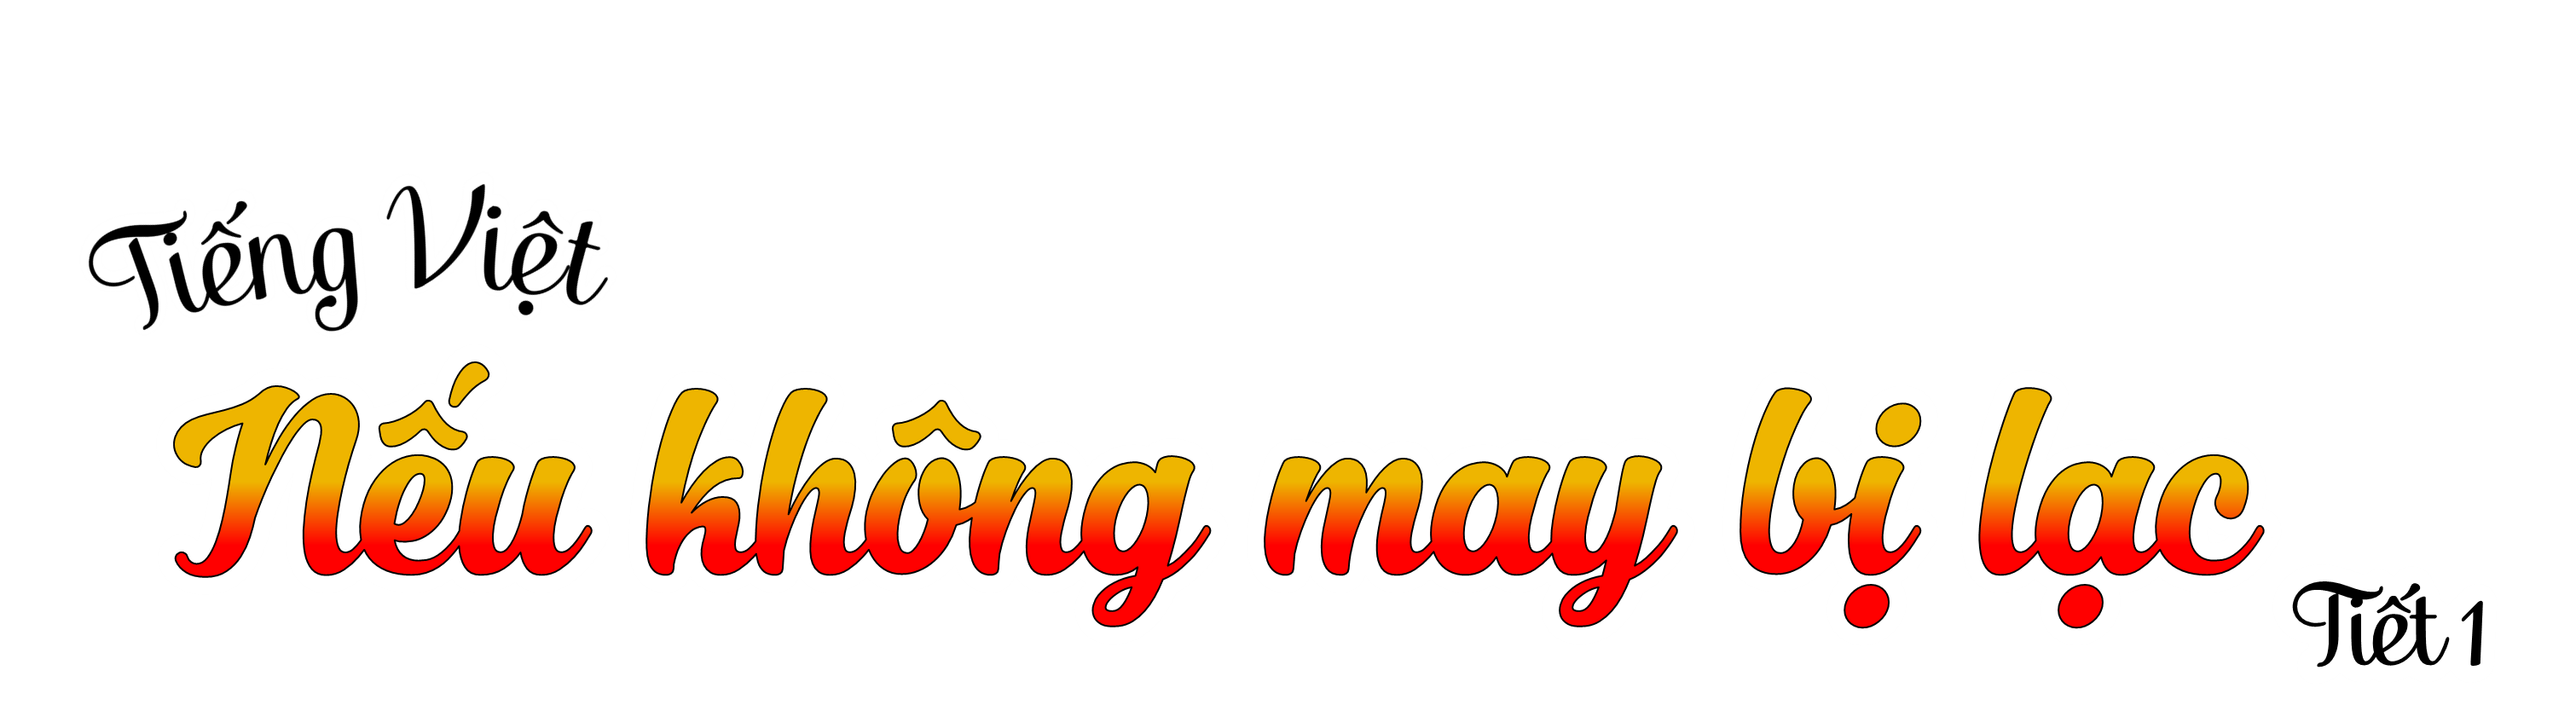 Tiếng Việt
Nếu không may bị lạc
Tiết 1